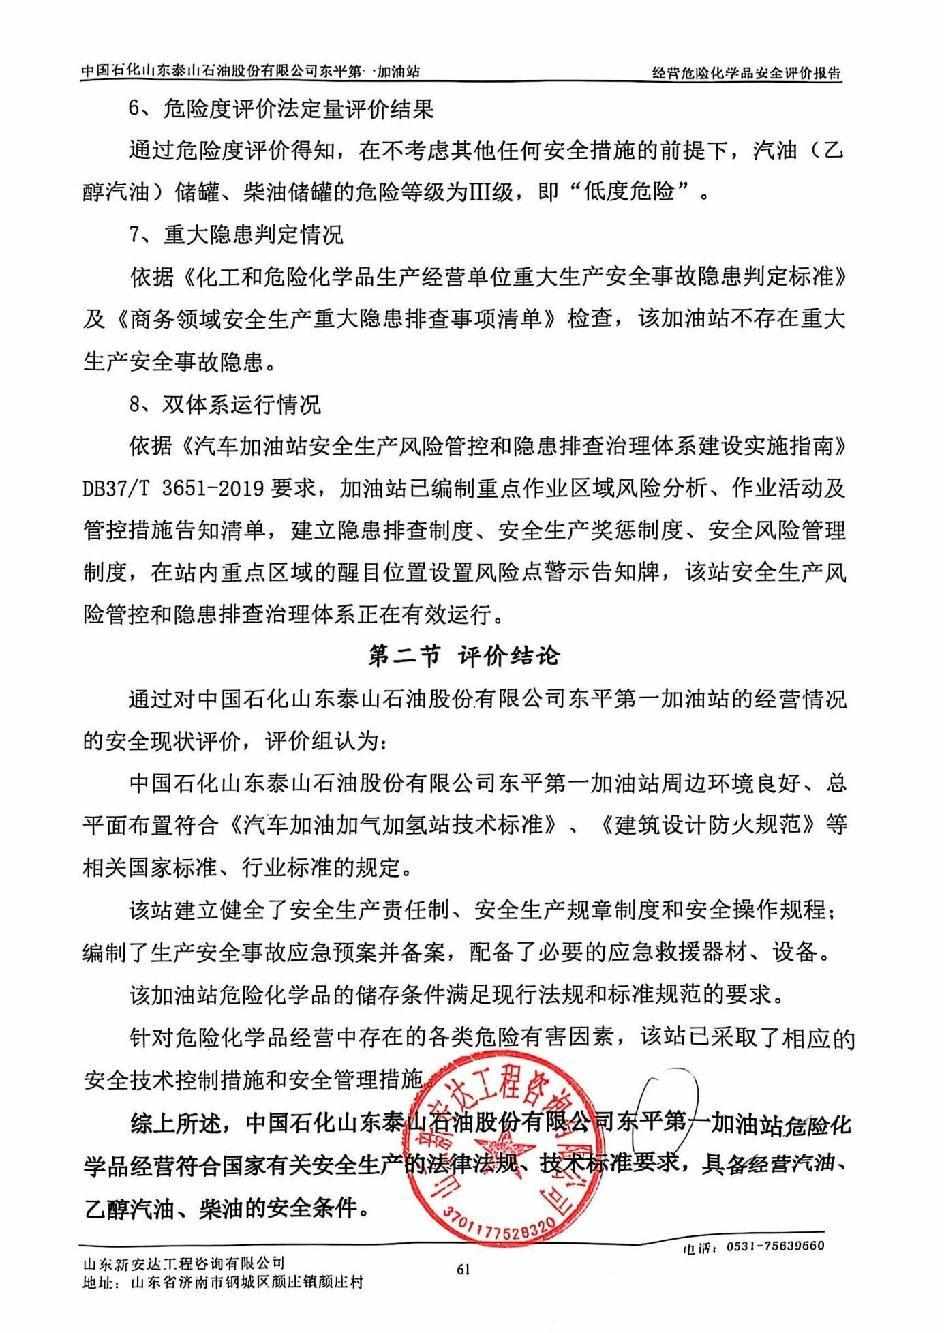 中国石化山东泰山石油股份有限公司东平第一加油站 经营危险化学品安全评价报告
6、危险度评价法定量评价结果
通过危险度评价得知，在不考虑其他任何安全措施的前提下，汽油（乙
醇汽油）储罐、柴油储罐的危险等级为III级，即“低度危险”。
7、重大隐患判定情况
依据《化工和危险化学品生产经营单位重大生产安全事故隐患判定标准》
及《商务领域安全生产重大隐患排查事项清单》检查，该加油站不存在重大
生产安全事故隐患。
8、双体系运行情况
依据《汽车加油站安全生产风险管控和隐患排查治理体系建设实施指南》
DB37/T 3651-2019 要求，加油站已编制重点作业区域风险分析、作业活动及
管控措施告知清单，建立隐患排查制度、安全生产奖惩制度、安全风险管理
制度，在站内重点区域的醒目位置设置风险点警示告知牌，该站安全生产风
险管控和隐患排查治理体系正在有效运行。
第二节 评价结论
通过对中国石化山东泰山石油股份有限公司东平第一加油站的经营情况
的安全现状评价，评价组认为：
中国石化山东泰山石油股份有限公司东平第一加油站周边环境良好、总
平面布置符合《汽车加油加气加氢站技术标准》、《建筑设计防火规范》等
相关国家标准、行业标准的规定。
该站建立健全了安全生产责任制、安全生产规章制度和安全操作规程；
编制了生产安全事故应急预案并备案，配备了必要的应急救援器材、设备。
该加油站危险化学品的储存条件满足现行法规和标准规范的要求。
针对危险化学品经营中存在的各类危险有害因素，该站已采取了相应的
安全技术控制措施和安全管理措施
综上所述，中国石化山东泰山石油股份有限公司东平第一加油站危险化
学品经营符合国家有关安全生产的法律法规、技术标准要求，具备经营汽油、
乙醇汽油、柴油的安全条件。
山东新安达工程咨询有限公司
3701177528320
电话：0531-75639660
山东新安达工程咨询有限公司
地址：山东省济南市钢城区颜庄镇颜庄村
61